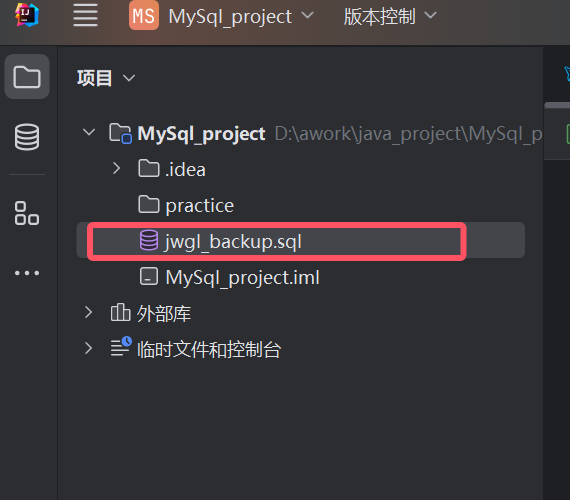 MS MySql_project 版本控制
项目
MySql_project D:\awork\java_project\MySql_p
.idea
practice
jwgl_backup.sql
MySql_project.iml
外部库
临时文件和控制台